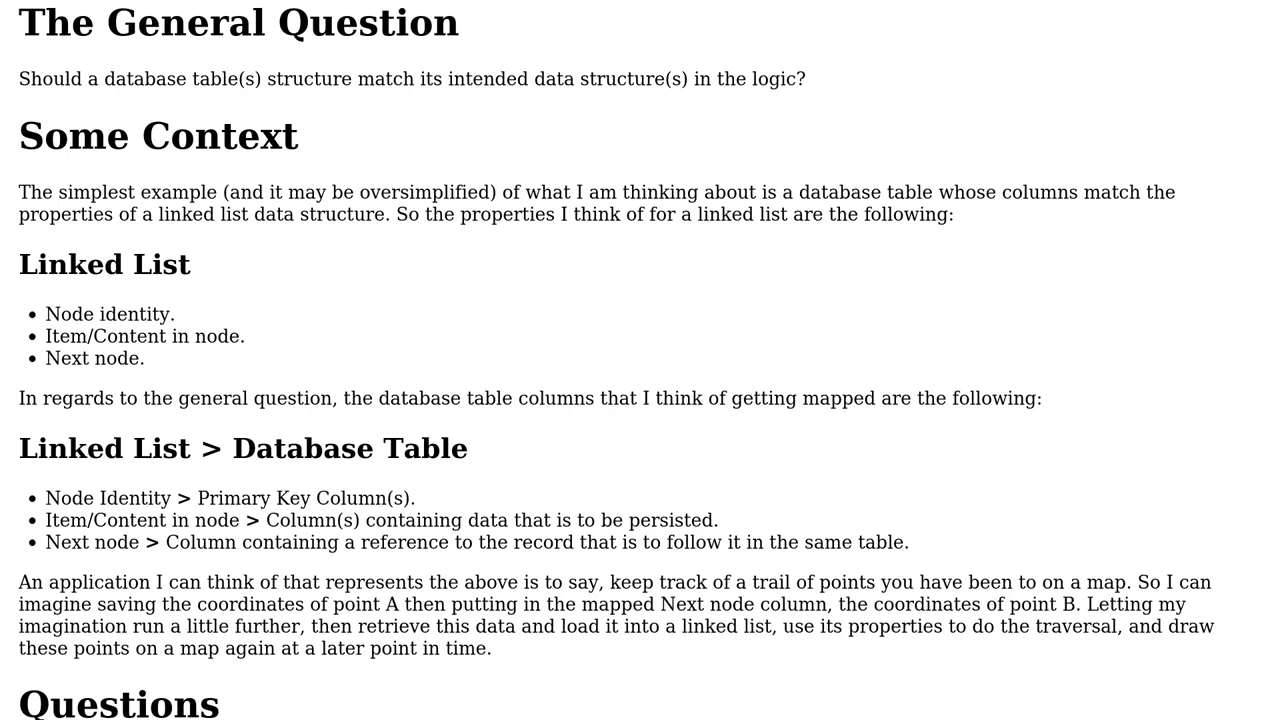 The General Question
Should a database table(s) structure match its intended data structure(s) in the logic?
Some Context
The simplest example (and it may be oversimplified) of what I am thinking about is a database table whose columns match the
properties of a linked list data structure. So the properties I think of for a linked list are the following:
Linked List
• Node identity.
• Item/Content in node.
• Next node.
In regards to the general question, the database table columns that I think of getting mapped are the following:
Linked List > Database Table
• Node Identity > Primary Key Column(s).
• Item/Content in node > Column(s) containing data that is to be persisted.
• Next node > Column containing a reference to the record that is to follow it in the same table.
An application I can think of that represents the above is to say, keep track of a trail of points you have been to on a map. So I can
imagine saving the coordinates of point A then putting in the mapped Next node column, the coordinates of point B. Letting my
imagination run a little further, then retrieve this data and load it into a linked list, use its properties to do the traversal, and draw
these points on a map again at a later point in time.
Questions